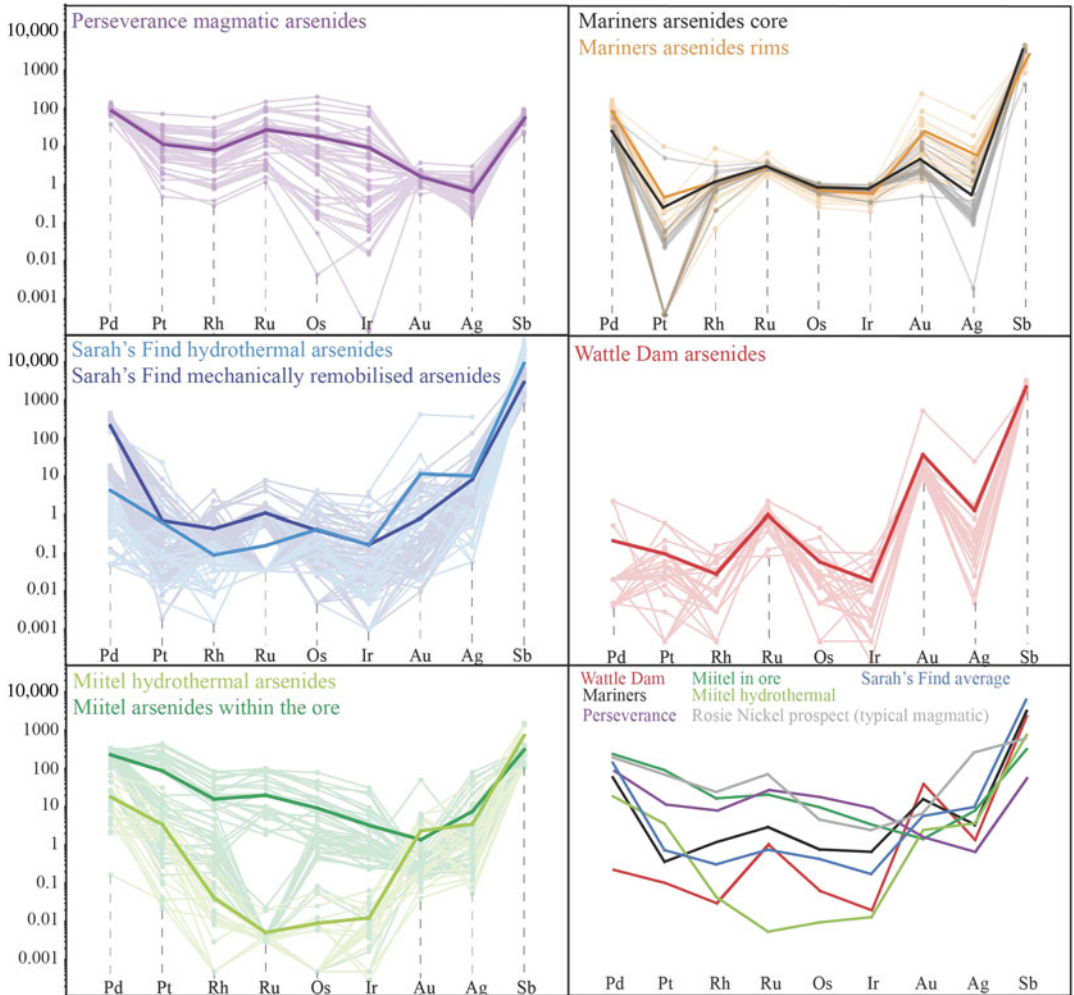 Perseverance magmatic arsenides
10,000
1000
100
10
1
0.1
0.01
0.001
Pd Pt Rh Ru Os Ir Au Ag Sb
Mariners arsenides core
Mariners arsenides rims
Pd Pt Rh Ru Os Ir Au Ag Sb
Sarah's Find hydrothermal arsenides
Sarah's Find mechanically remobilised arsenides
10,000
1000
100
10
1
0.1
0.01
0.001
Pd Pt Rh Ru Os Ir Au Ag Sb
Wattle Dam arsenides
Pd Pt Rh Ru Os Ir Au Ag Sb
Miitel hydrothermal arsenides
Miitel arsenides within the ore
10,000
1000
100
10
1
0.1
0.01
0.001
Pd Pt Rh Ru Os Ir Au Ag Sb
Wattle Dam Miitel in ore Sarah's Find average
Mariners Miitel hydrothermal
Perseverance Rosie Nickel prospect (typical magmatic)
Pd Pt Rh Ru Os Ir Au Ag Sb